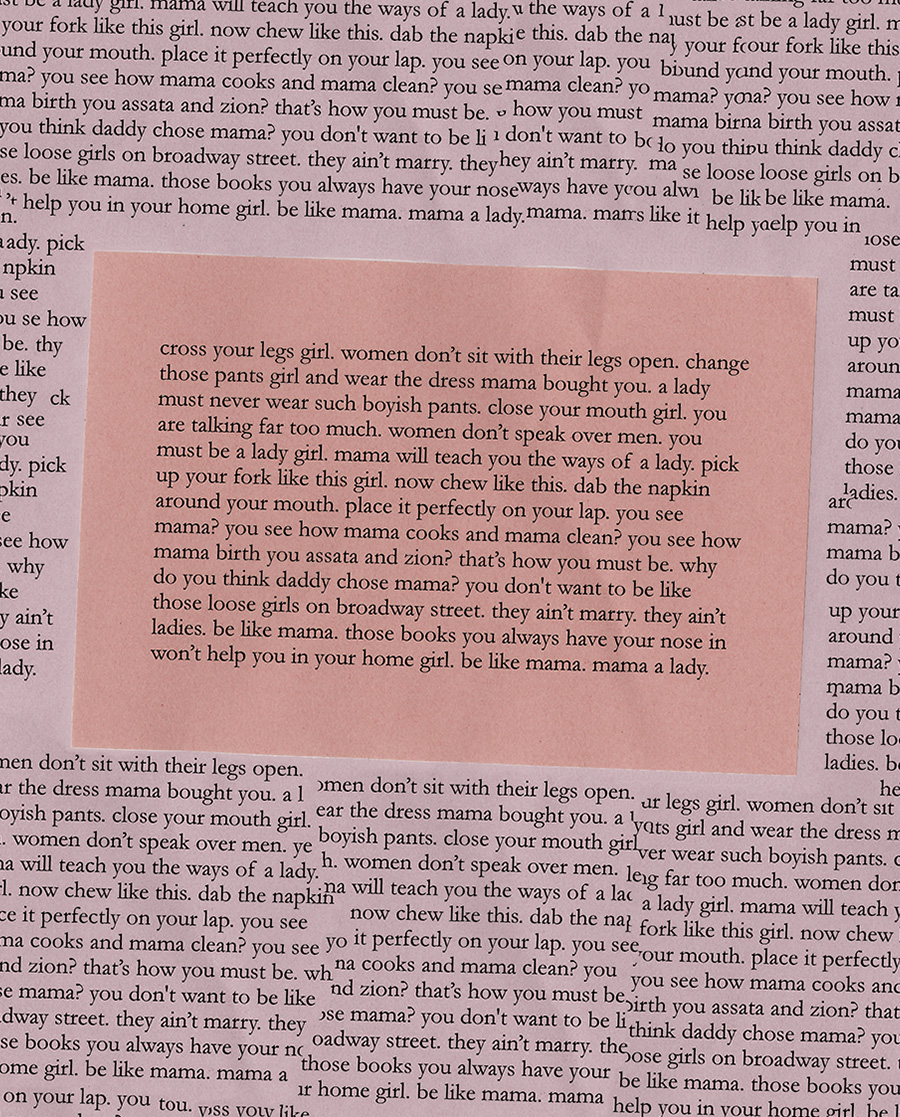 st be a lady girl. mama will teach you the ways of a lady. the ways of a l must be st be a lady girl. m
your fork like this girl. now chew like this. dab the napkie this. dab the na your four fork like this
und your mouth. place it perfectly on your lap. you see on your lap. you und yand your mouth.
ma? you see how mama cooks and mama clean? you se mama clean? yo mama? yma? you see how
ma birth you assata and zion? that's how you must be. how you must mama birna birth you assat
you think daddy chose mama? you don't want to be li don't want to b lo you think daddy c
se loose girls on broadway street. they ain't marry. theyhey ain't marry. ma se loose loose girls on b
es. be like mama. those books you always have your noseways have you alw be lik be like mama.
help you in your home girl. be like mama. mama a lady.mama. mam's like it help yaelp you in
n.
ady. pick
npkin
u see
ou se how
be. thy
e like
they ck
r see
you
dy. pick
pkin
e
see how
why
ke
y ain't
ose in
lady.
cross your legs girl. women don't sit with their legs open. change
those pants girl and wear the dress mama bought you. a lady
must never wear such boyish pants. close your mouth girl. you
are talking far too much. women don't speak over men. you
must be a lady girl. mama will teach you the ways of a lady. pick
up your fork like this girl. now chew like this. dab the napkin
around your mouth. place it perfectly on your lap. you see
mama? you see how mama cooks and mama clean? you see how
mama birth you assata and zion? that's how you must be. why
do you think daddy chose mama? you don't want to be like
those loose girls on broadway street. they ain't marry. they ain't
ladies. be like mama. those books you always have your nose in
won't help you in your home girl. be like mama. mama a lady.
lose
must
are ta
must
up yo
aroun
mama
mama
do you
those
ladies.
arc
mama?
mama b
do you t
up your
around
mama?
mama b
do you t
those lo
ladies. be
he
men don't sit with their legs open.
ar the dress mama bought you. a l
oyish pants. close your mouth girl.
. women don't speak over men. ye
na will teach you the ways of a lady.
rl. now chew like this. dab the napkin
ce it perfectly on your lap. you see
ma cooks and mama clean? you see
nd zion? that's how you must be. wh
se mama? you don't want to be like
dway street. they ain't marry. they
se books you always have your no
ome girl. be like mama. mama a
on your lap. you tou.
omen don't sit with their legs open.
ear the dress mama bought you. a
boyish pants. close your mouth girl
h. women don't speak over men.
na will teach you the ways of a lac
now chew like this. dab the na
yo it perfectly on your lap. you see
na cooks and mama clean? you
nd zion? that's how you must be
ose mama? you don't want to be li
oadway street. they ain't marry. the
those books you always have your
ur home girl. be like mama. mama
ur legs girl. women don't sit
girl and wear the dress m
ver wear such boyish pants. c
g far too much. women don
a lady girl. mama will teach y
fork like this girl. now chew
your mouth. place it perfectly
you see how mama cooks and
birth you assata and zion? that
think daddy chose mama? you
oose girls on broadway street.
be like mama. those books you
help you in your home girl. be l